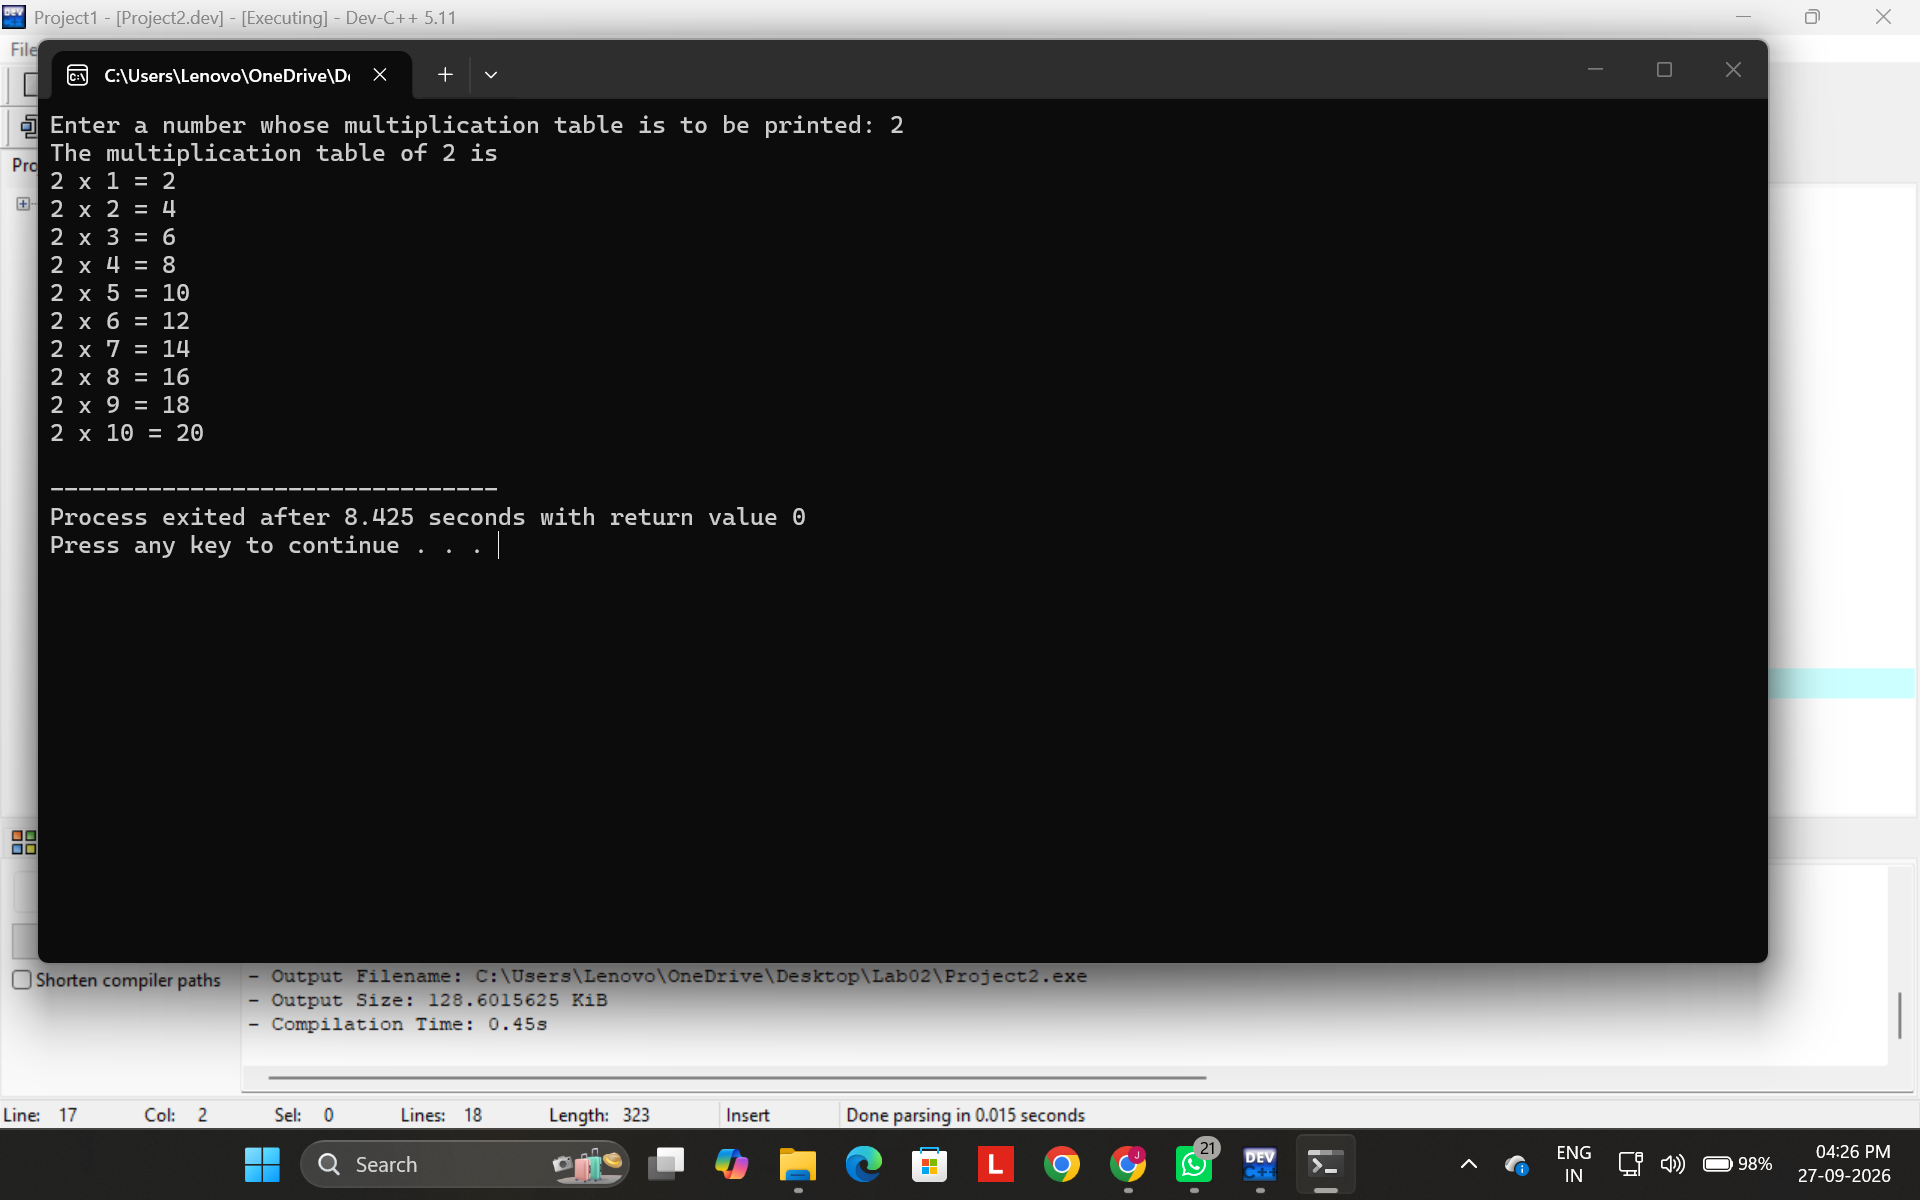 Project1 - [Project2.dev] - [Executing] - Dev-C++ 5.11
File
C:\Users\Lenovo\OneDrive\De
Enter a number whose multiplication table is to be printed: 2
The multiplication table of 2 is
2 x 1 = 2
2 x 2 = 4
2 x 3 = 6
2 x 4 = 8
2 x 5 = 10
2 x 6 = 12
2 x 7 = 14
2 x 8 = 16
2 x 9 = 18
2 x 10 = 20
--------------------------------
Process exited after 8.425 seconds with return value 0
Press any key to continue . . .
Pro
Shorten compiler paths
- Output Filename: C:\Users\Lenovo\OneDrive\Desktop\Lab02\Project2.exe
- Output Size: 128.6015625 KiB
- Compilation Time: 0.45s
Line: 17 Col: 2 Sel: 0 Lines: 18 Length: 323 Insert Done parsing in 0.015 seconds
Search
L
J
21
DEV
C++
ENG
IN
98%
04:26 PM
27-09-2026